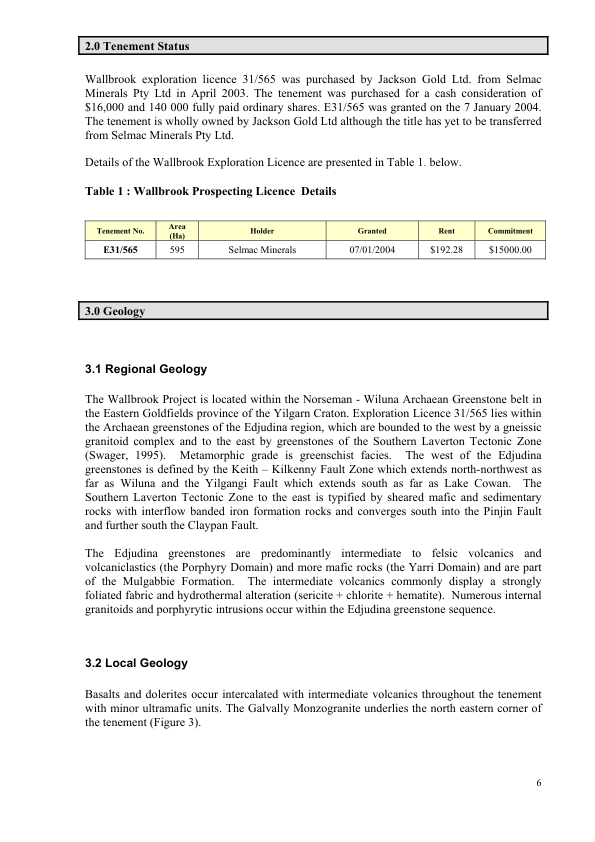 2.0 Tenement Status
Wallbrook exploration licence 31/565 was purchased by Jackson Gold Ltd. from Selmac
Minerals Pty Ltd in April 2003. The tenement was purchased for a cash consideration of
$16,000 and 140 000 fully paid ordinary shares. E31/565 was granted on the 7 January 2004.
The tenement is wholly owned by Jackson Gold Ltd although the title has yet to be transferred
from Selmac Minerals Pty Ltd.
Details of the Wallbrook Exploration Licence are presented in Table 1. below.
Table 1 : Wallbrook Prospecting Licence Details
Tenement No. Area (Ha) Holder Granted Rent Commitment
E31/565 595 Selmac Minerals 07/01/2004 $192.28 $15000.00
3.0 Geology
3.1 Regional Geology
The Wallbrook Project is located within the Norseman - Wiluna Archaean Greenstone belt in
the Eastern Goldfields province of the Yilgarn Craton. Exploration Licence 31/565 lies within
the Archaean greenstones of the Edjudina region, which are bounded to the west by a gneissic
granitoid complex and to the east by greenstones of the Southern Laverton Tectonic Zone
(Swager, 1995). Metamorphic grade is greenschist facies. The west of the Edjudina
greenstones is defined by the Keith – Kilkenny Fault Zone which extends north-northwest as
far as Wiluna and the Yilgangi Fault which extends south as far as Lake Cowan. The
Southern Laverton Tectonic Zone to the east is typified by sheared mafic and sedimentary
rocks with interflow banded iron formation rocks and converges south into the Pinjin Fault
and further south the Claypan Fault.
The Edjudina greenstones are predominantly intermediate to felsic volcanics and
volcaniclastics (the Porphyry Domain) and more mafic rocks (the Yarri Domain) and are part
of the Mulgabbie Formation. The intermediate volcanics commonly display a strongly
foliated fabric and hydrothermal alteration (sericite + chlorite + hematite). Numerous internal
granitoids and porphyrytic intrusions occur within the Edjudina greenstone sequence.
3.2 Local Geology
Basalts and dolerites occur intercalated with intermediate volcanics throughout the tenement
with minor ultramafic units. The Galvally Monzogranite underlies the north eastern corner of
the tenement (Figure 3).
6